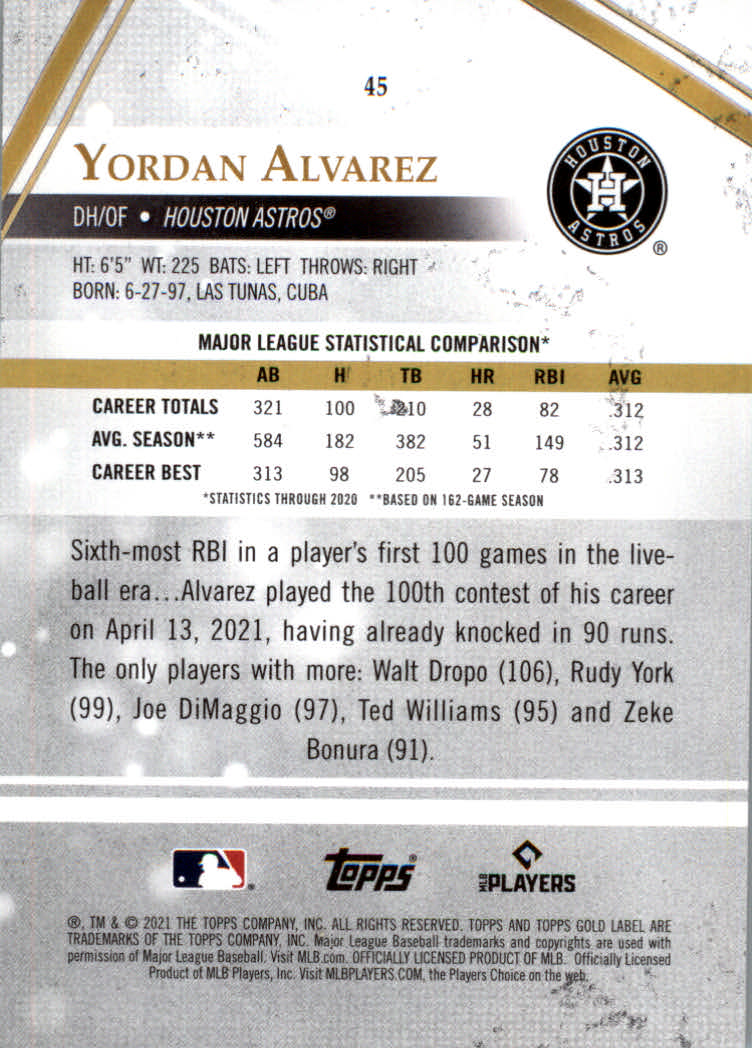 45
YORDAN ALVAREZ
DH/OF • HOUSTON ASTROS®
HOUSTON
H
ASTROS
®
HT: 6'5" WT: 225 BATS: LEFT THROWS: RIGHT
BORN: 6-27-97, LAS TUNAS, CUBA
MAJOR LEAGUE STATISTICAL COMPARISON*
AB H TB HR RBI AVG
CAREER TOTALS 321 100 210 28 82 .312
AVG. SEASON** 584 182 382 51 149 .312
CAREER BEST 313 98 205 27 78 .313
*STATISTICS THROUGH 2020 **BASED ON 162-GAME SEASON
Sixth-most RBI in a player's first 100 games in the live-
ball era...Alvarez played the 100th contest of his career
on April 13, 2021, having already knocked in 90 runs.
The only players with more: Walt Dropo (106), Rudy York
(99), Joe DiMaggio (97), Ted Williams (95) and Zeke
Bonura (91).
Topps®
MLB PLAYERS
®, TM & © 2021 THE TOPPS COMPANY, INC. ALL RIGHTS RESERVED. TOPPS AND TOPPS GOLD LABEL ARE
TRADEMARKS OF THE TOPPS COMPANY, INC. Major League Baseball trademarks and copyrights are used with
permission of Major League Baseball. Visit MLB.com. OFFICIALLY LICENSED PRODUCT OF MLB. Officially Licensed
Product of MLB Players, Inc. Visit MLBPLAYERS.COM, the Players Choice on the web.